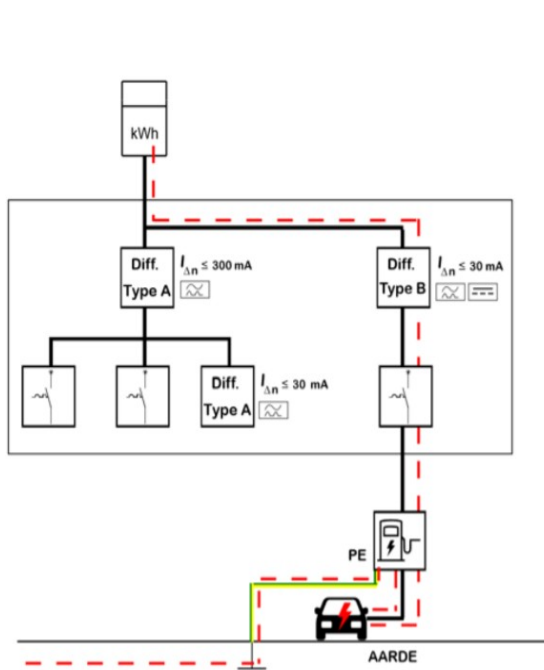 kWh
Diff.
Type A
IΔn ≤ 300 mA
Diff.
Type B
IΔn ≤ 30 mA
Diff.
Type A
IΔn ≤ 30 mA
PE
AARDE